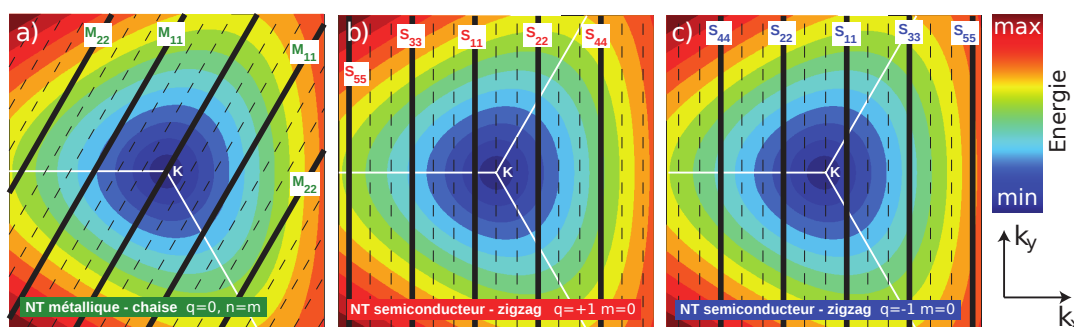 a)
M22
M11
M11
K
M22
NT métallique - chaise q=0, n=m
b)
S33
S11
S22
S44
S55
K
NT semiconducteur - zigzag q=+1 m=0
c)
S44
S22
S11
S33
S55
K
NT semiconducteur - zigzag q=-1 m=0
max
Energie
min
ky